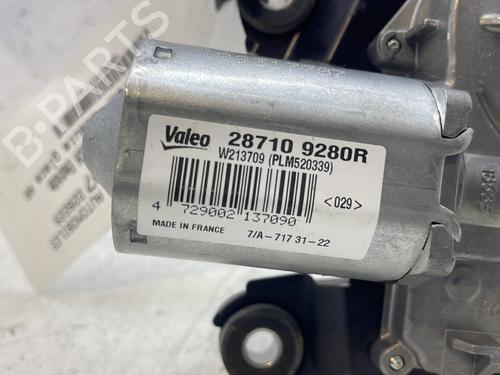 B-PARTS
Valeo 28710 9280R
W213709 (PLM520339)
<029>
4 729002 137090
MADE IN FRANCE 7/A-717 31-22